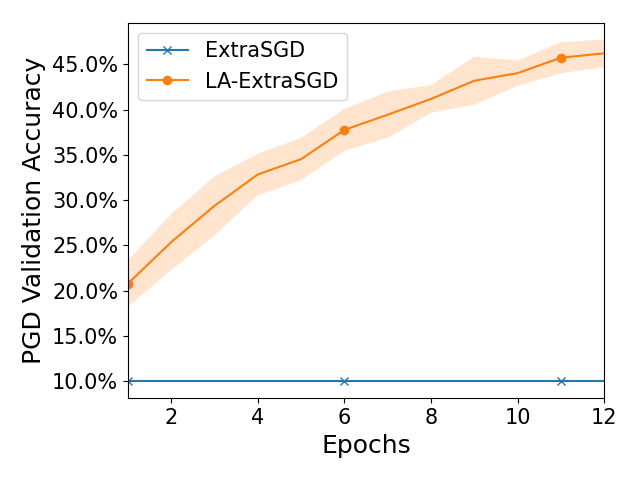 ExtraSGD
LA-ExtraSGD
PGD Validation Accuracy
45.0%
40.0%
35.0%
30.0%
25.0%
20.0%
15.0%
10.0%
2 4 6 8 10 12
Epochs